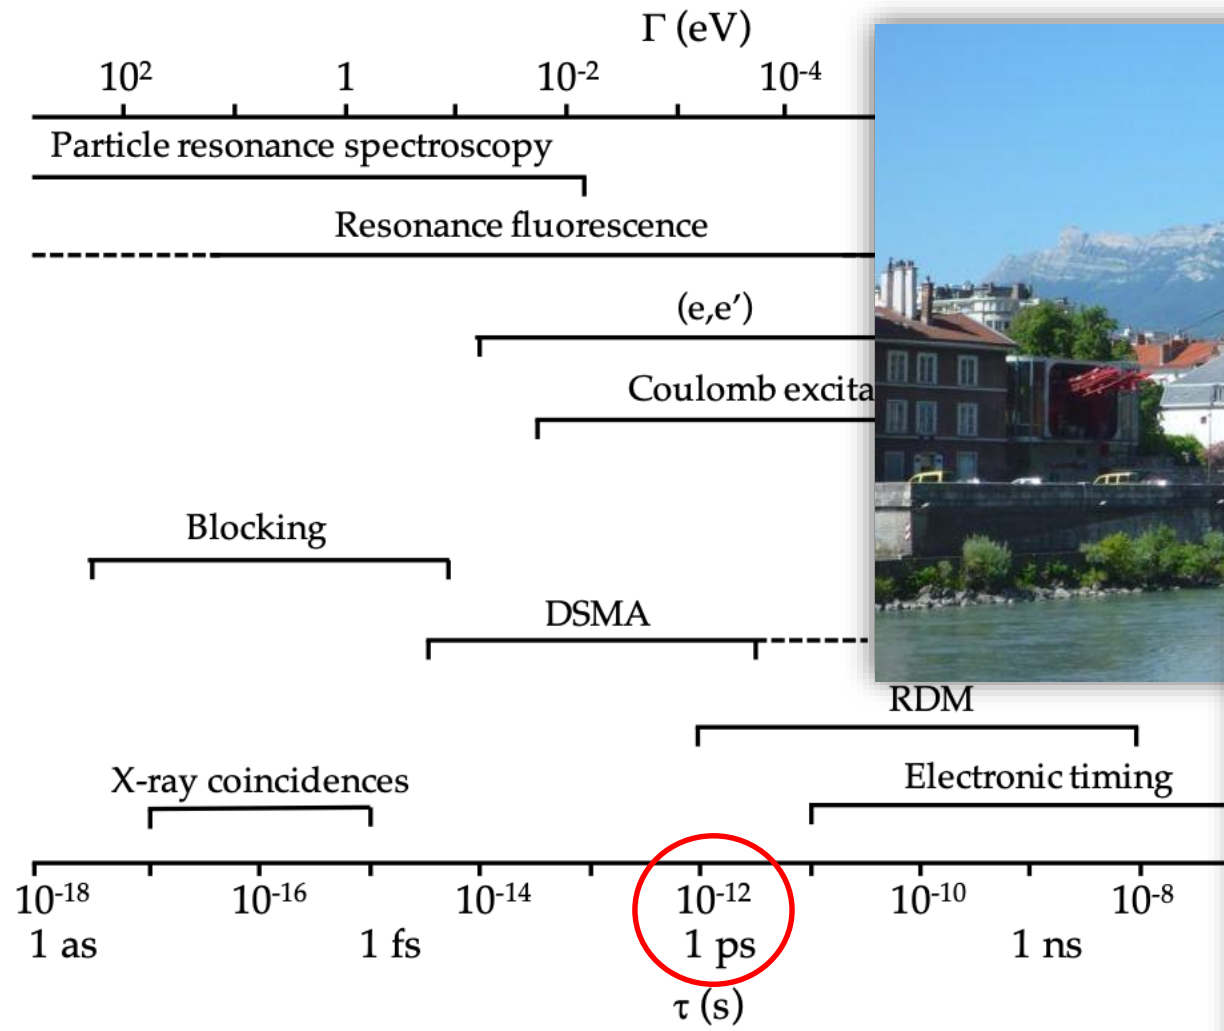 Γ (eV)
10² 1 10⁻² 10⁻⁴
Particle resonance spectroscopy
Resonance fluorescence
(e,e’)
Coulomb excita
Blocking
DSMA
RDM
X-ray coincidences
Electronic timing
10⁻¹⁸ 10⁻¹⁶ 10⁻¹⁴ 10⁻¹² 10⁻¹⁰ 10⁻⁸
1 as 1 fs 1 ps 1 ns
τ (s)